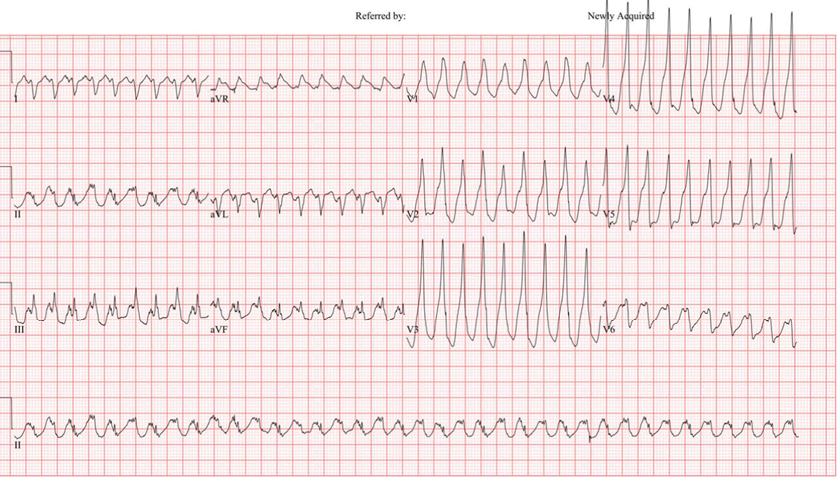 Referred by: Newly Acquired
I aVR V1 V4
II aVL V2 V5
III aVF V3 V6
II